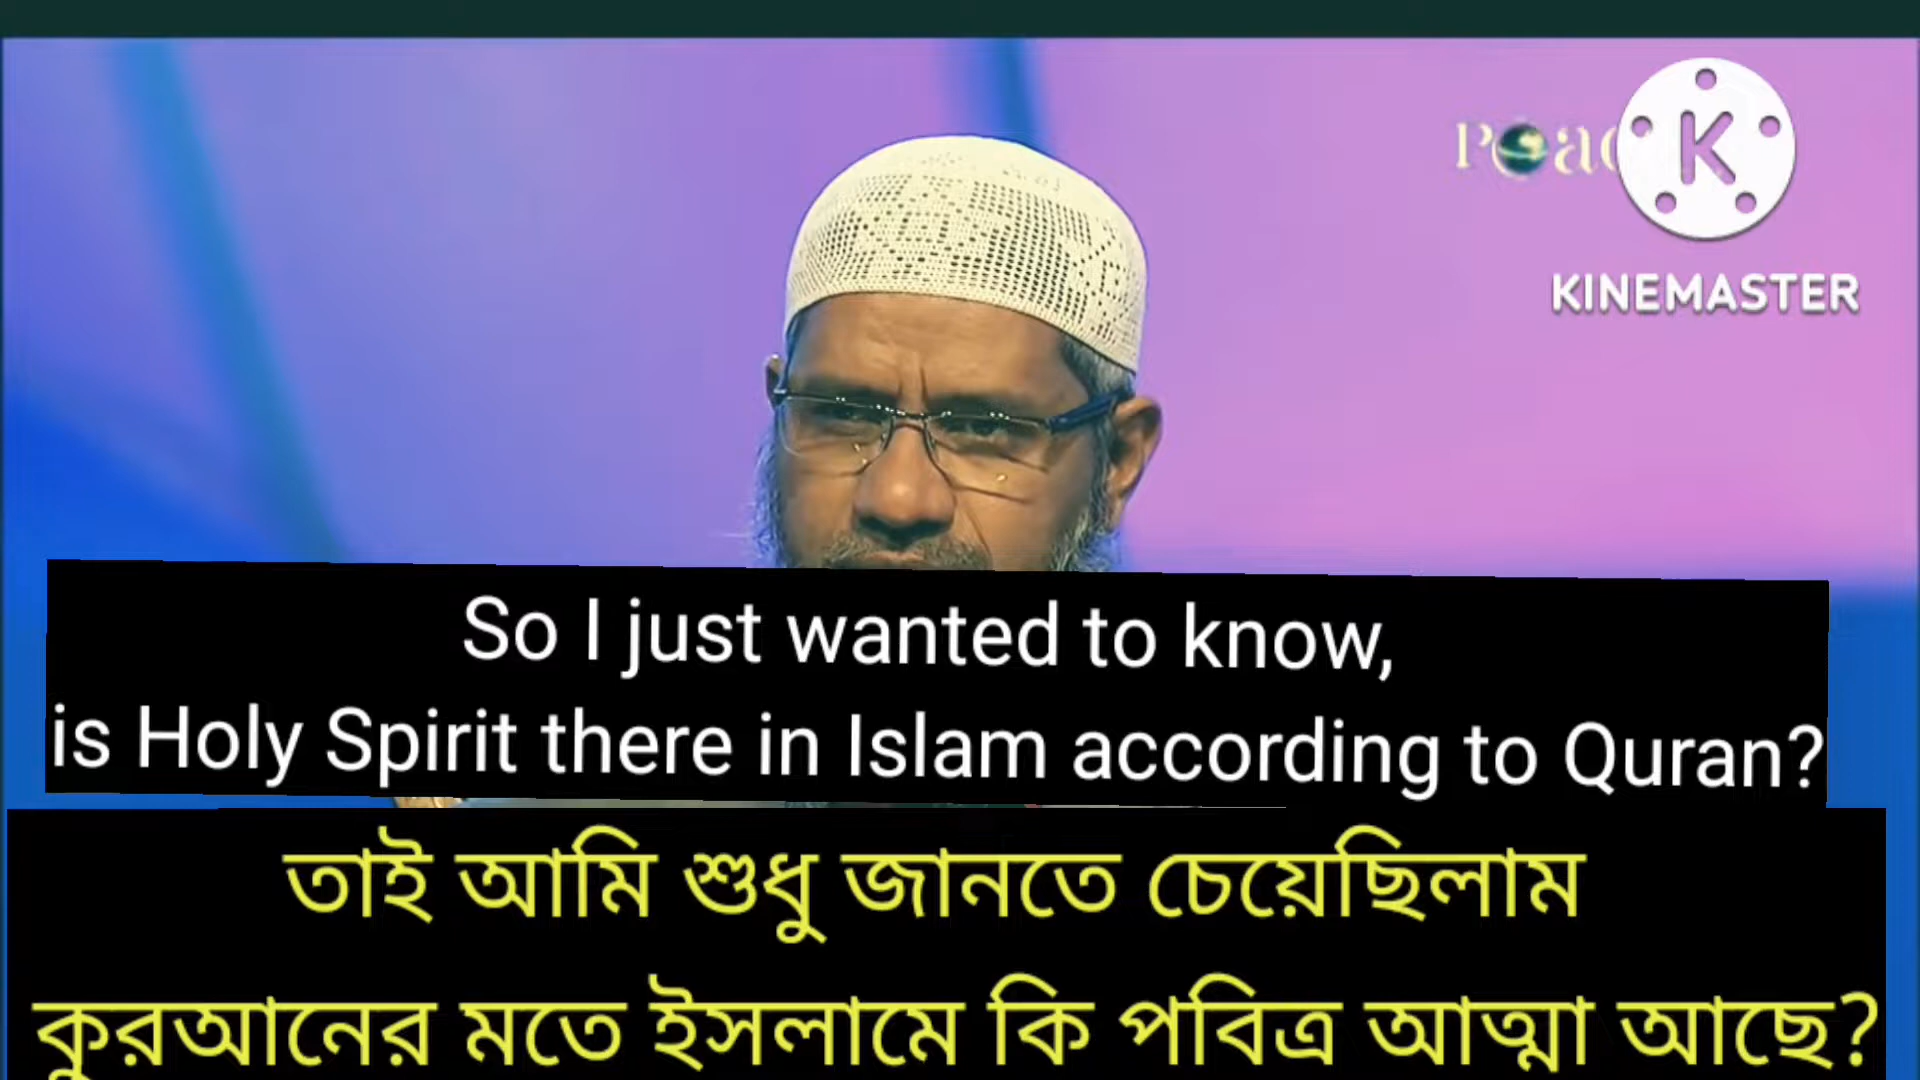 K
KINEMASTER
So I just wanted to know,
is Holy Spirit there in Islam according to Quran?
তাই আমি শুধু জানতে চেয়েছিলাম
কুরআনের মতে ইসলামে কি পবিত্র আত্মা আছে?